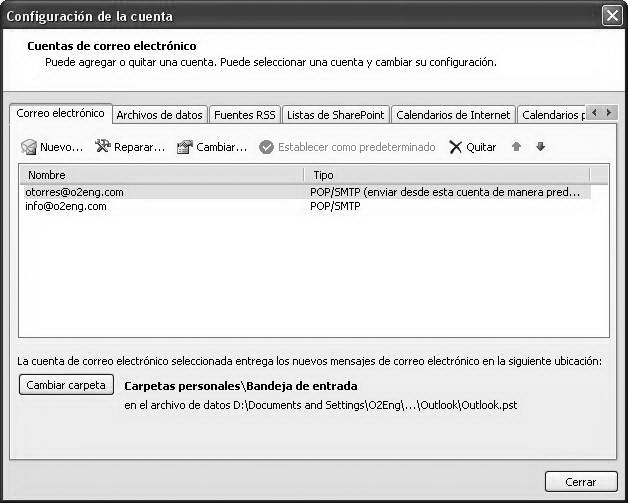 Configuración de la cuenta
Cuentas de correo electrónico
Puede agregar o quitar una cuenta. Puede seleccionar una cuenta y cambiar su configuración.
Correo electrónico Archivos de datos Fuentes RSS Listas de SharePoint Calendarios de Internet Calendarios p
Nuevo... Reparar... Cambiar... Establecer como predeterminado Quitar
Nombre Tipo
otorres@o2eng.com POP/SMTP (enviar desde esta cuenta de manera pred...
info@o2eng.com POP/SMTP
La cuenta de correo electrónico seleccionada entrega los nuevos mensajes de correo electrónico en la siguiente ubicación:
Cambiar carpeta Carpetas personales\Bandeja de entrada
en el archivo de datos D:\Documents and Settings\O2Eng\...\Outlook\Outlook.pst
Cerrar